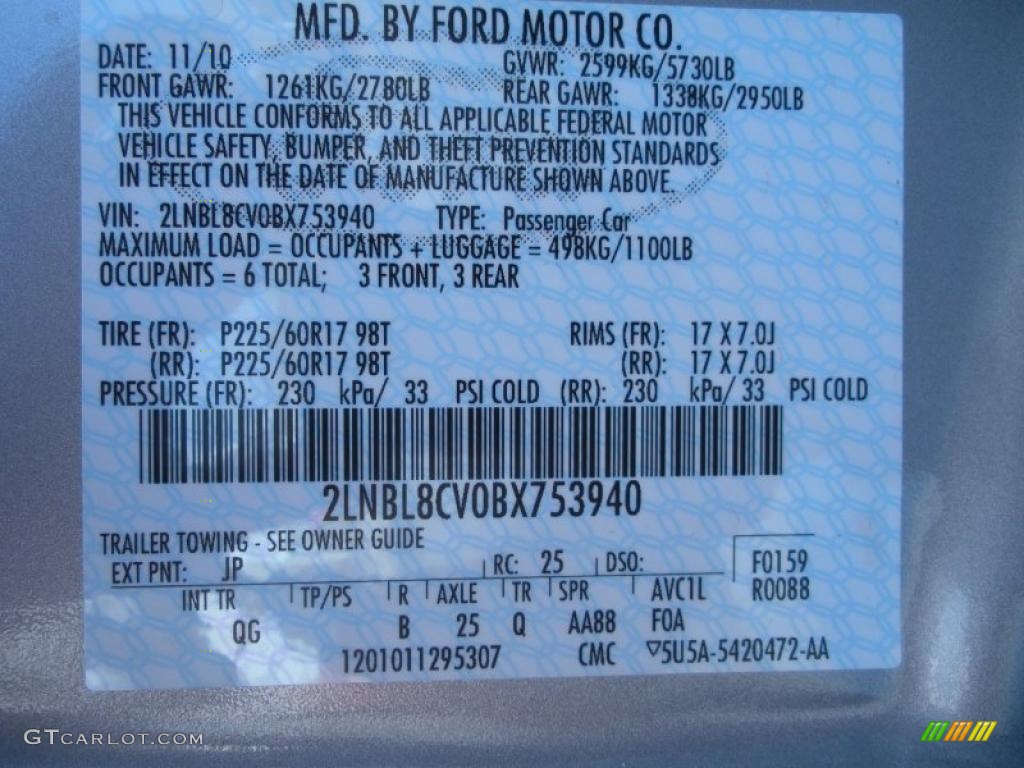 MFD. BY FORD MOTOR CO.
DATE: 11/10 GVWR: 2599KG/5730LB
FRONT GAWR: 1261KG/2780LB REAR GAWR: 1338KG/2950LB
THIS VEHICLE CONFORMS TO ALL APPLICABLE FEDERAL MOTOR
VEHICLE SAFETY, BUMPER, AND THEFT PREVENTION STANDARDS
IN EFFECT ON THE DATE OF MANUFACTURE SHOWN ABOVE.
VIN: 2LNBL8CV0BX753940 TYPE: Passenger Car
MAXIMUM LOAD = OCCUPANTS + LUGGAGE = 498KG/1100LB
OCCUPANTS = 6 TOTAL; 3 FRONT, 3 REAR
TIRE (FR): P225/60R17 98T RIMS (FR): 17 X 7.0J
(RR): P225/60R17 98T (RR): 17 X 7.0J
PRESSURE (FR): 230 kPa/ 33 PSI COLD (RR): 230 kPa/ 33 PSI COLD
2LNBL8CV0BX753940
TRAILER TOWING - SEE OWNER GUIDE
EXT PNT: JP RC: 25 DSO: F0159
INT TR TP/PS R AXLE TR SPR AVC1L R0088
QG B 25 Q AA88 F0A
1201011295307 CMC ▽5U5A-5420472-AA
GTCARLOT.COM